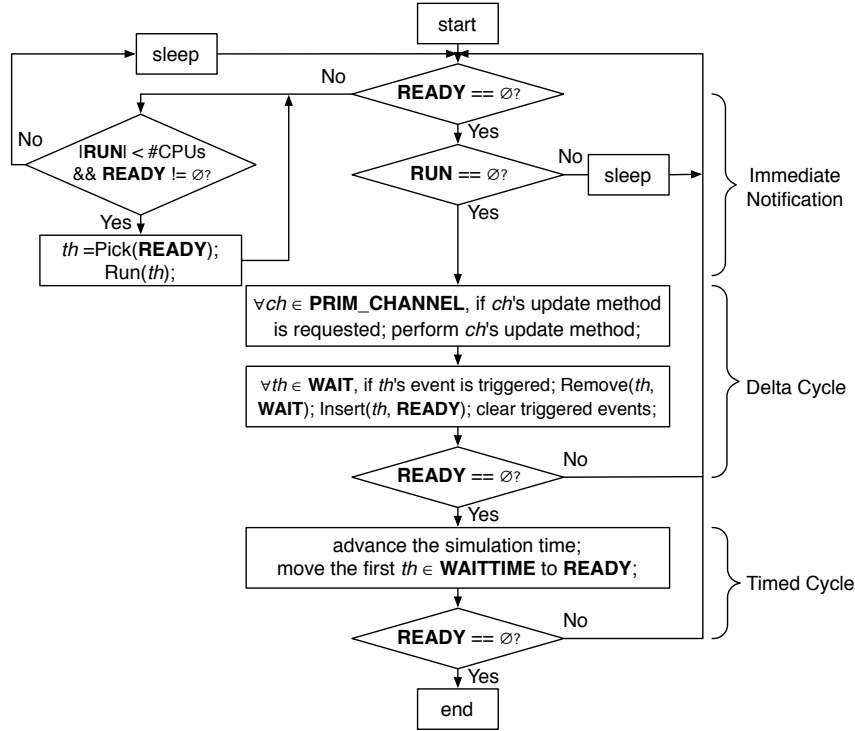 start
sleep
No
READY == ∅?
Yes
No
|RUN| < #CPUs
&& READY != ∅?
Yes
RUN == ∅?
No
sleep
Yes
Immediate
Notification
th =Pick(READY);
Run(th);
∀ch ∈ PRIM_CHANNEL, if ch's update method
is requested; perform ch's update method;
∀th ∈ WAIT, if th's event is triggered; Remove(th,
WAIT); Insert(th, READY); clear triggered events;
Delta Cycle
READY == ∅?
No
Yes
advance the simulation time;
move the first th ∈ WAITTIME to READY;
Timed Cycle
READY == ∅?
No
Yes
end